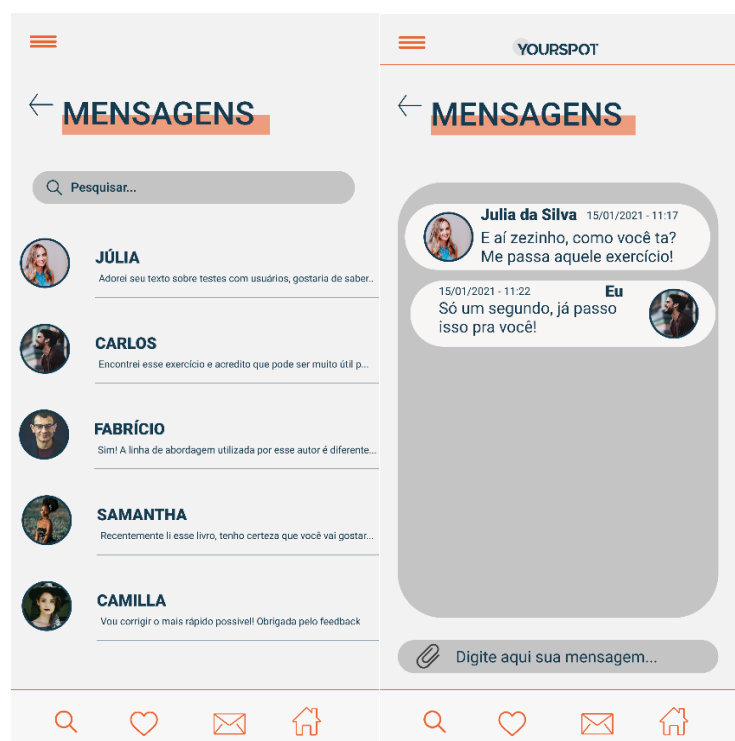 MENSAGENS
Pesquisar...
JÚLIA
Adorei seu texto sobre testes com usuários, gostaria de saber..
CARLOS
Encontrei esse exercício e acredito que pode ser muito útil p...
FABRÍCIO
Sim! A linha de abordagem utilizada por esse autor é diferente...
SAMANTHA
Recentemente li esse livro, tenho certeza que você vai gostar...
CAMILLA
Vou corrigir o mais rápido possivel! Obrigada pelo feedback
YOURSPOT
MENSAGENS
Julia da Silva 15/01/2021 - 11:17
E aí zezinho, como você ta?
Me passa aquele exercício!
15/01/2021 - 11:22 Eu
Só um segundo, já passo
isso pra você!
Digite aqui sua mensagem...